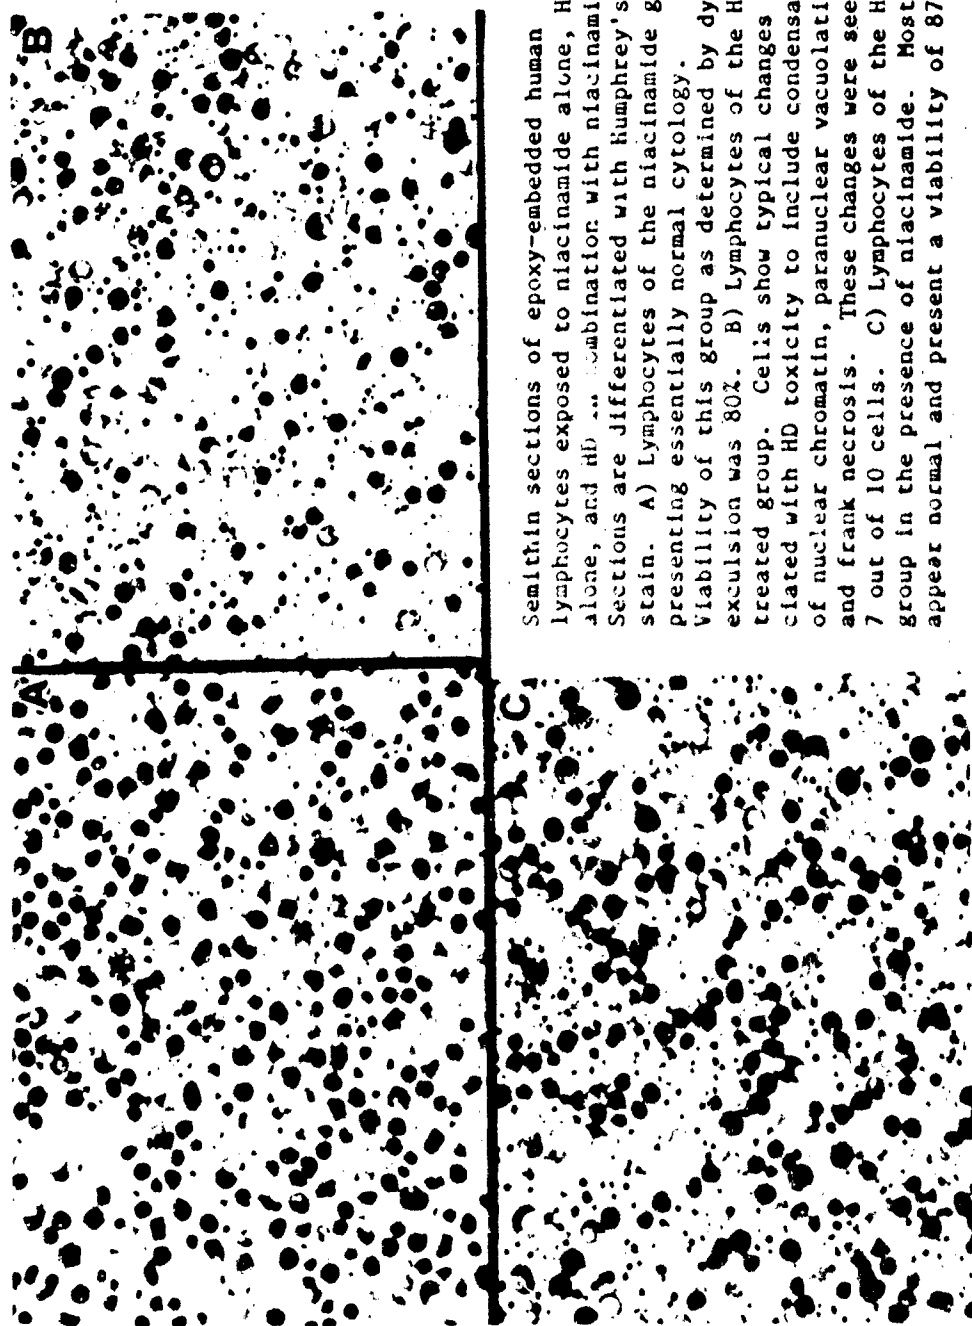 A
B
C
Semithin sections of epoxy-embedded human
lymphocytes exposed to niacinamide alone, H
alone, and HD combination with niacinami
Sections are differentiated with Humphrey's
stain. A) Lymphocytes of the niacinamide g
presenting essentially normal cytology.
Viability of this group as determined by dy
exculsion was 80%. B) Lymphocytes of the H
treated group. Cells show typical changes
ciated with HD toxicity to include condensa
of nuclear chromatin, paranuclear vacuolati
and frank necrosis. These changes were see
7 out of 10 cells. C) Lymphocytes of the H
group in the presence of niacinamide. Most
appear normal and present a viability of 87